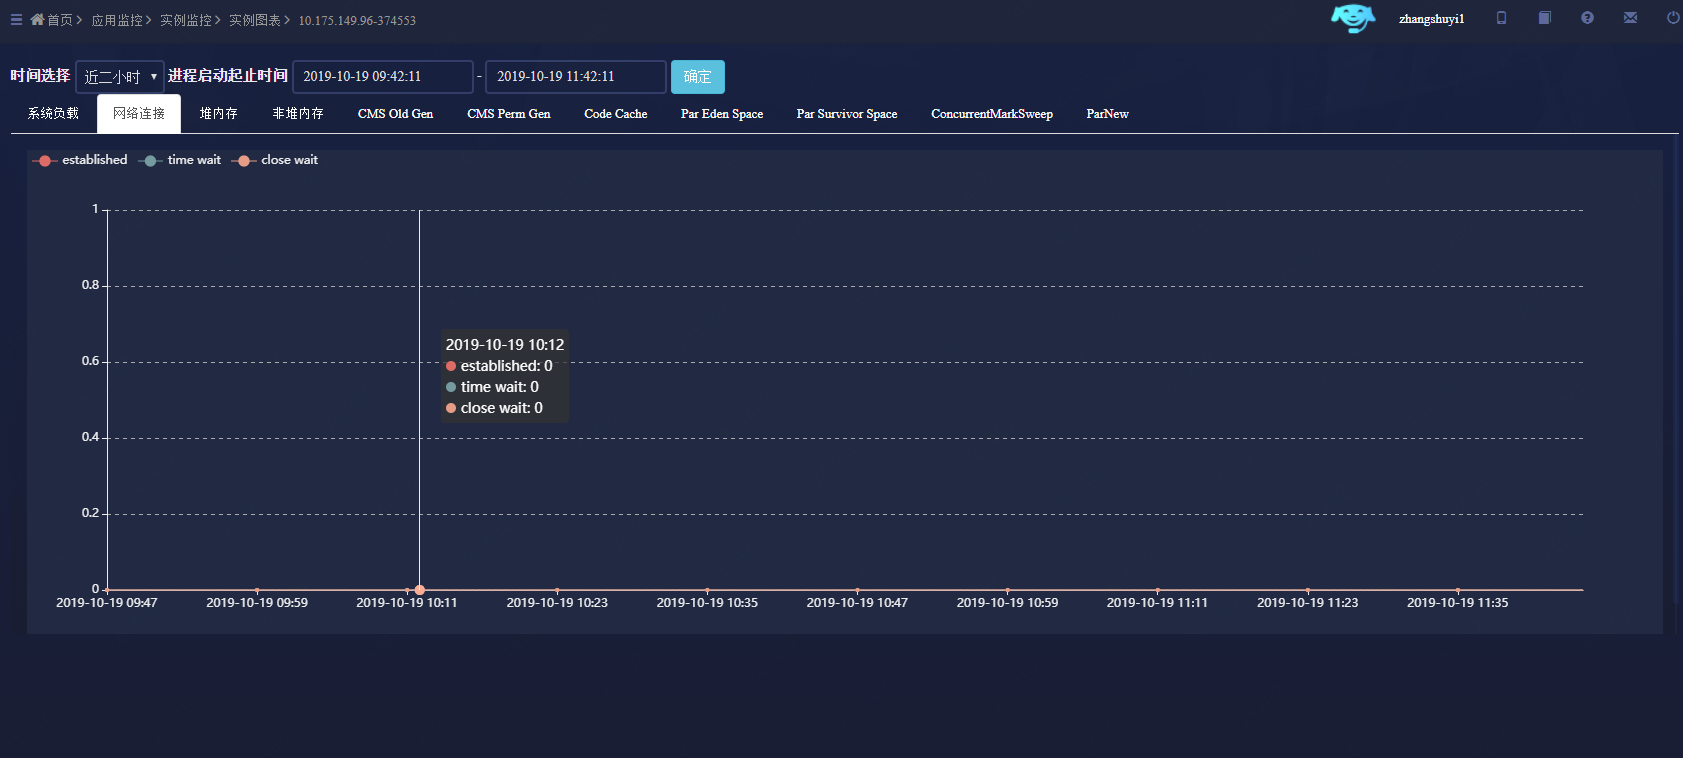 首页 应用监控 实例监控 实例图表 10.175.149.96-374553 zhangshuyi1
时间选择 近二小时 进程启动起止时间 2019-10-19 09:42:11 - 2019-10-19 11:42:11 确定
系统负载 网络连接 堆内存 非堆内存 CMS Old Gen CMS Perm Gen Code Cache Par Eden Space Par Survivor Space ConcurrentMarkSweep ParNew
established time wait close wait
1
0.8
0.6
0.4
0.2
0
2019-10-19 10:12
established: 0
time wait: 0
close wait: 0
2019-10-19 09:47 2019-10-19 09:59 2019-10-19 10:11 2019-10-19 10:23 2019-10-19 10:35 2019-10-19 10:47 2019-10-19 10:59 2019-10-19 11:11 2019-10-19 11:23 2019-10-19 11:35